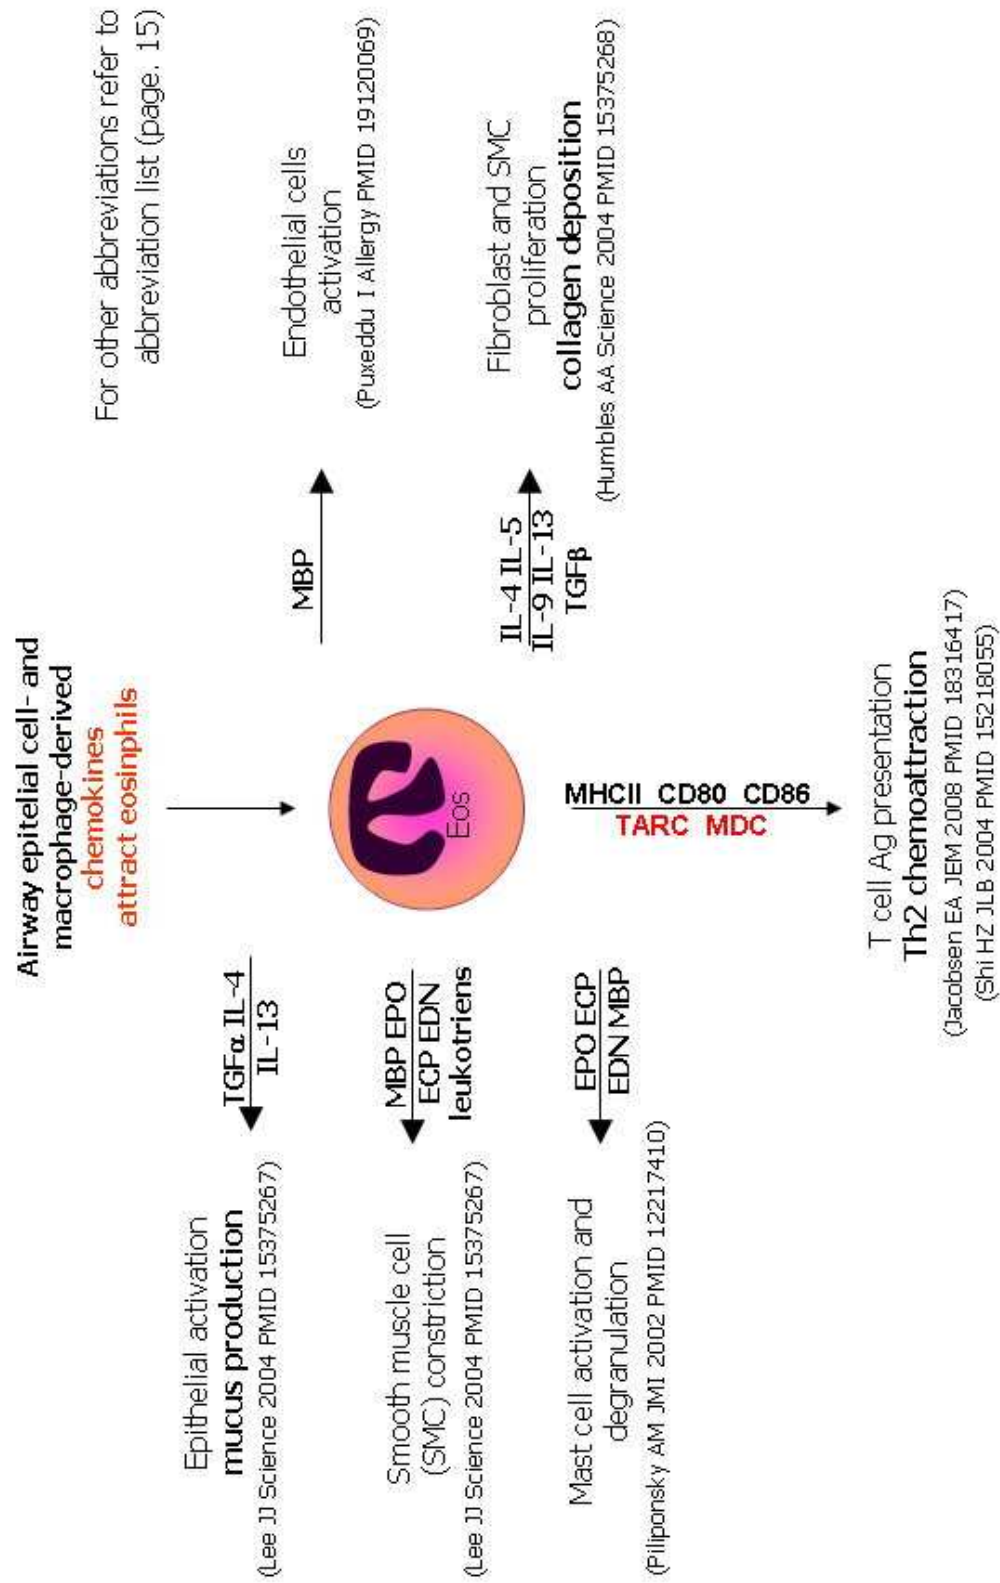 Airway epitelial cell- and
macrophage-derived
chemokines
attract eosinphils
For other abbreviations refer to
abbreviation list (page. 15)
TGFα IL-4
IL-13
Epithelial activation
mucus production
(Lee JJ Science 2004 PMID 15375267)
MBP
Endothelial cells
activation
(Puxeddu I Allergy PMID 19120069)
Eos
MBP EPO
ECP EDN
leukotriens
Smooth muscle cell
(SMC) constriction
(Lee JJ Science 2004 PMID 15375267)
IL-4 IL-5
IL-9 IL-13
TGFβ
Fibroblast and SMC
proliferation
collagen deposition
(Humbles AA Science 2004 PMID 15375268)
EPO ECP
EDN MBP
Mast cell activation and
degranulation
(Piliponsky AM JMI 2002 PMID 12217410)
MHCII CD80 CD86
TARC MDC
T cell Ag presentation
Th2 chemoattraction
(Jacobsen EA JEM 2008 PMID 18316417)
(Shi HZ JLB 2004 PMID 15218055)